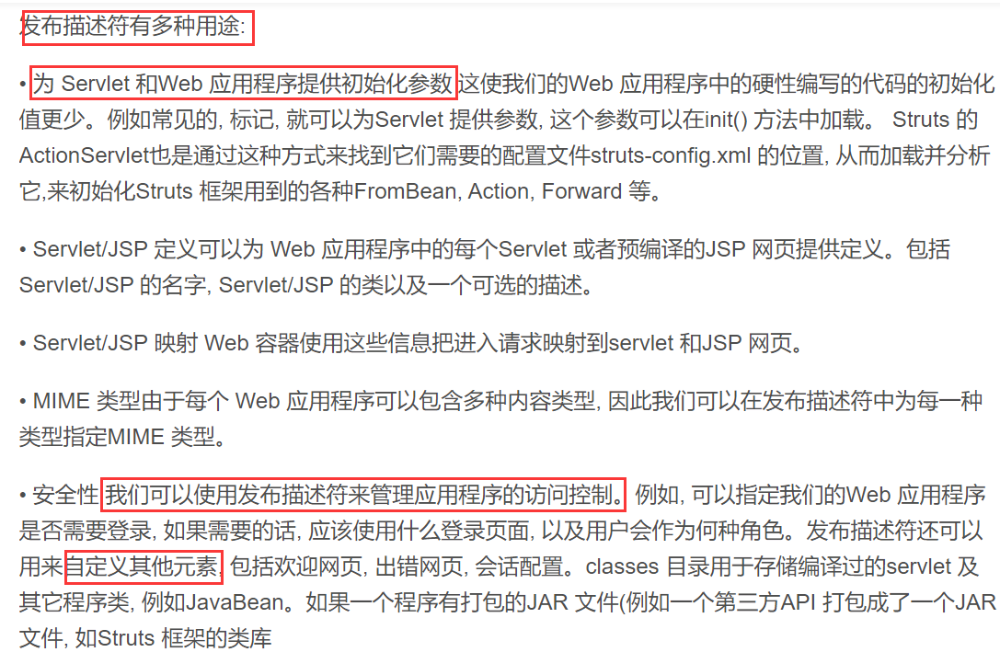 发布描述符有多种用途:
• 为 Servlet 和Web 应用程序提供初始化参数 这使我们的Web 应用程序中的硬性编写的代码的初始化
值更少。例如常见的, 标记, 就可以为Servlet 提供参数, 这个参数可以在init() 方法中加载。 Struts 的
ActionServlet也是通过这种方式来找到它们需要的配置文件struts-config.xml 的位置, 从而加载并分析
它,来初始化Struts 框架用到的各种FromBean, Action, Forward 等。
• Servlet/JSP 定义可以为 Web 应用程序中的每个Servlet 或者预编译的JSP 网页提供定义。包括
Servlet/JSP 的名字, Servlet/JSP 的类以及一个可选的描述。
• Servlet/JSP 映射 Web 容器使用这些信息把进入请求映射到servlet 和JSP 网页。
• MIME 类型由于每个 Web 应用程序可以包含多种内容类型, 因此我们可以在发布描述符中为每一种
类型指定MIME 类型。
• 安全性 我们可以使用发布描述符来管理应用程序的访问控制。 例如, 可以指定我们的Web 应用程序
是否需要登录, 如果需要的话, 应该使用什么登录页面, 以及用户会作为何种角色。发布描述符还可以
用来自定义其他元素, 包括欢迎网页, 出错网页, 会话配置。classes 目录用于存储编译过的servlet 及
其它程序类, 例如JavaBean。如果一个程序有打包的JAR 文件(例如一个第三方API 打包成了一个JAR
文件, 如Struts 框架的类库